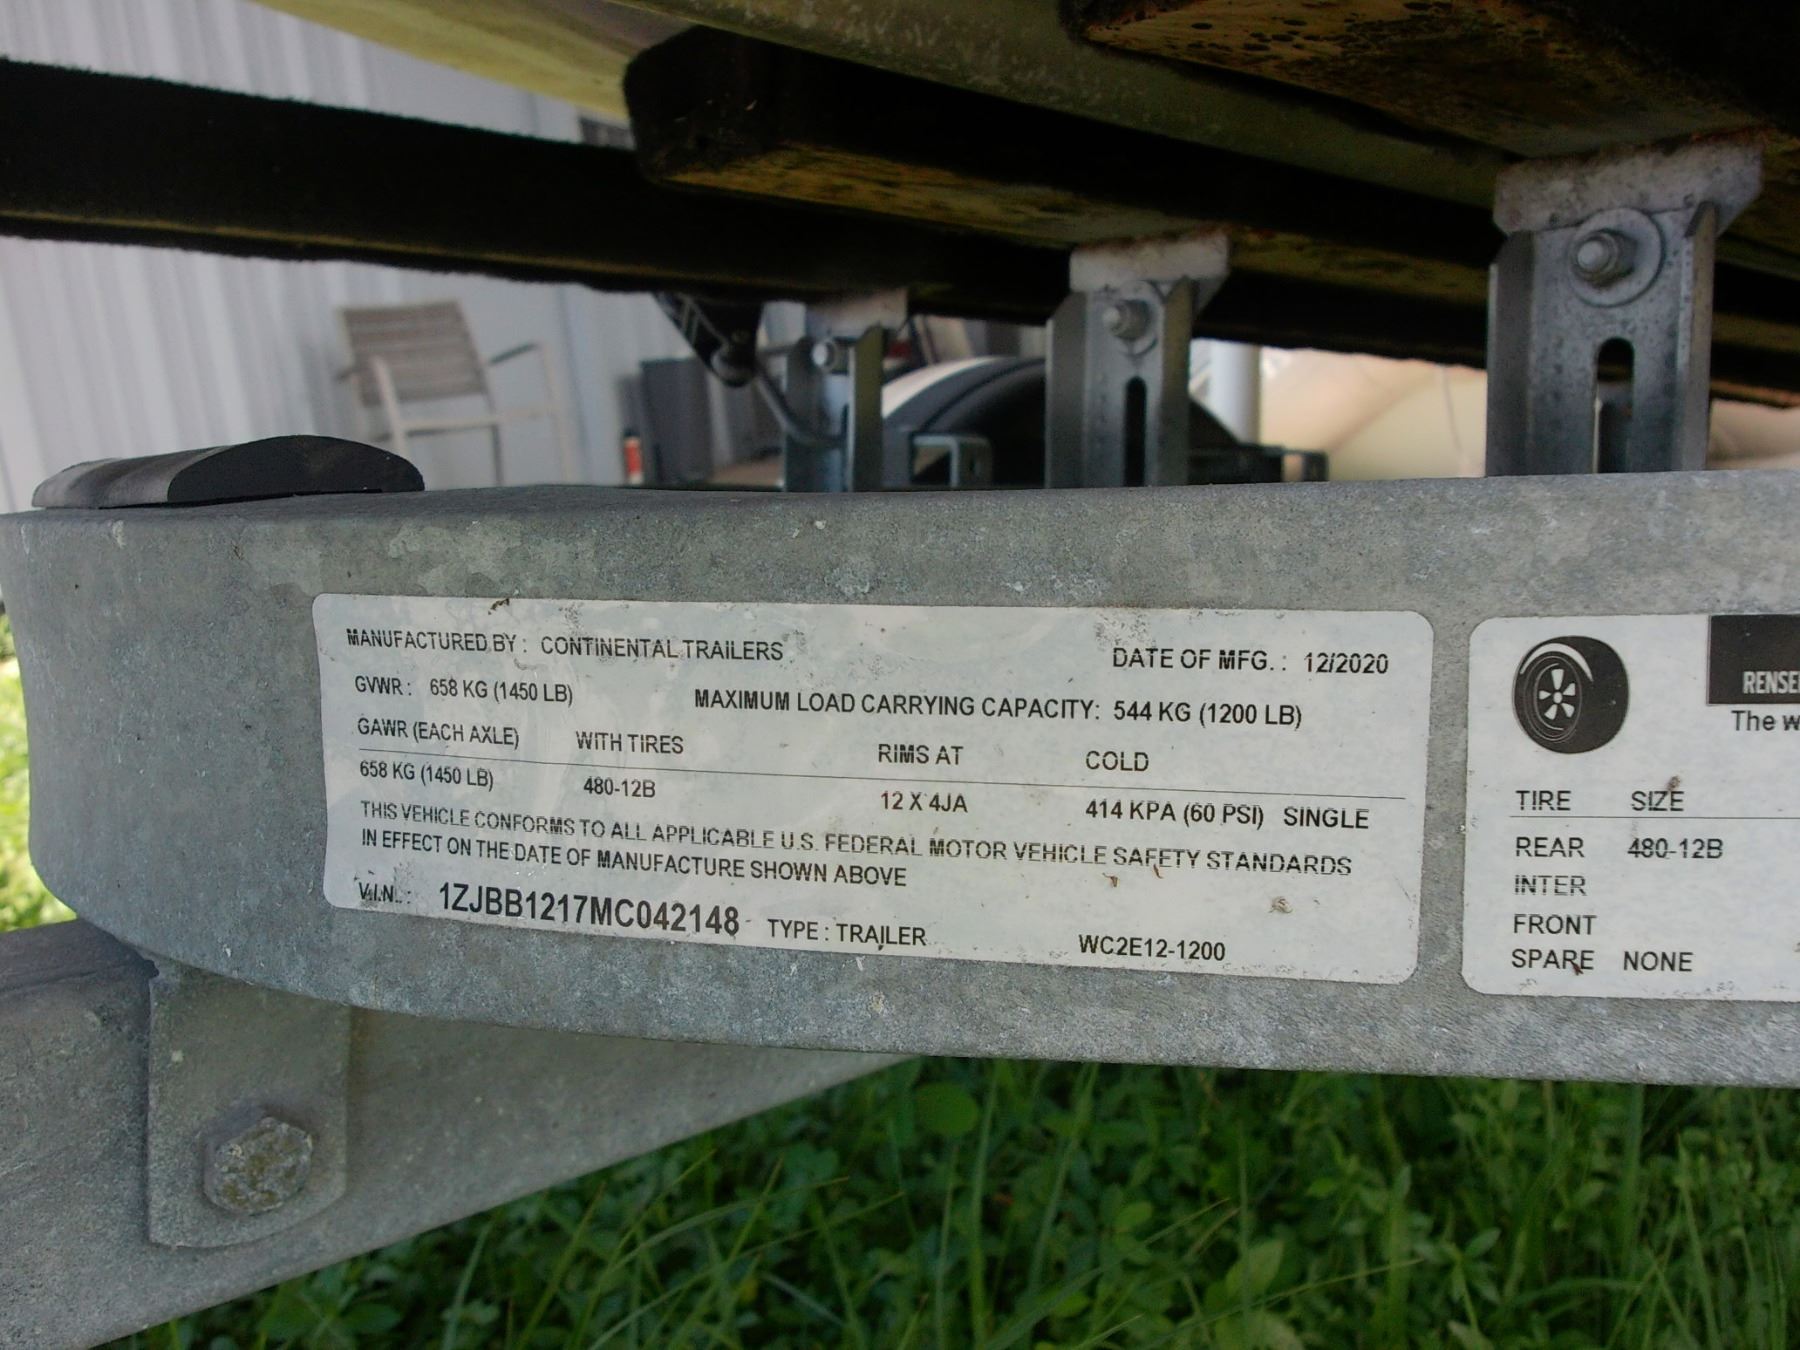 MANUFACTURED BY : CONTINENTAL TRAILERS DATE OF MFG. : 12/2020
GVWR : 658 KG (1450 LB) MAXIMUM LOAD CARRYING CAPACITY: 544 KG (1200 LB)
GAWR (EACH AXLE) WITH TIRES RIMS AT COLD
658 KG (1450 LB) 480-12B 12 X 4JA 414 KPA (60 PSI) SINGLE
THIS VEHICLE CONFORMS TO ALL APPLICABLE U.S. FEDERAL MOTOR VEHICLE SAFETY STANDARDS
IN EFFECT ON THE DATE OF MANUFACTURE SHOWN ABOVE
V.I.N. : 1ZJBB1217MC042148 TYPE : TRAILER WC2E12-1200
The
TIRE SIZE
REAR 480-12B
INTER
FRONT
SPARE NONE